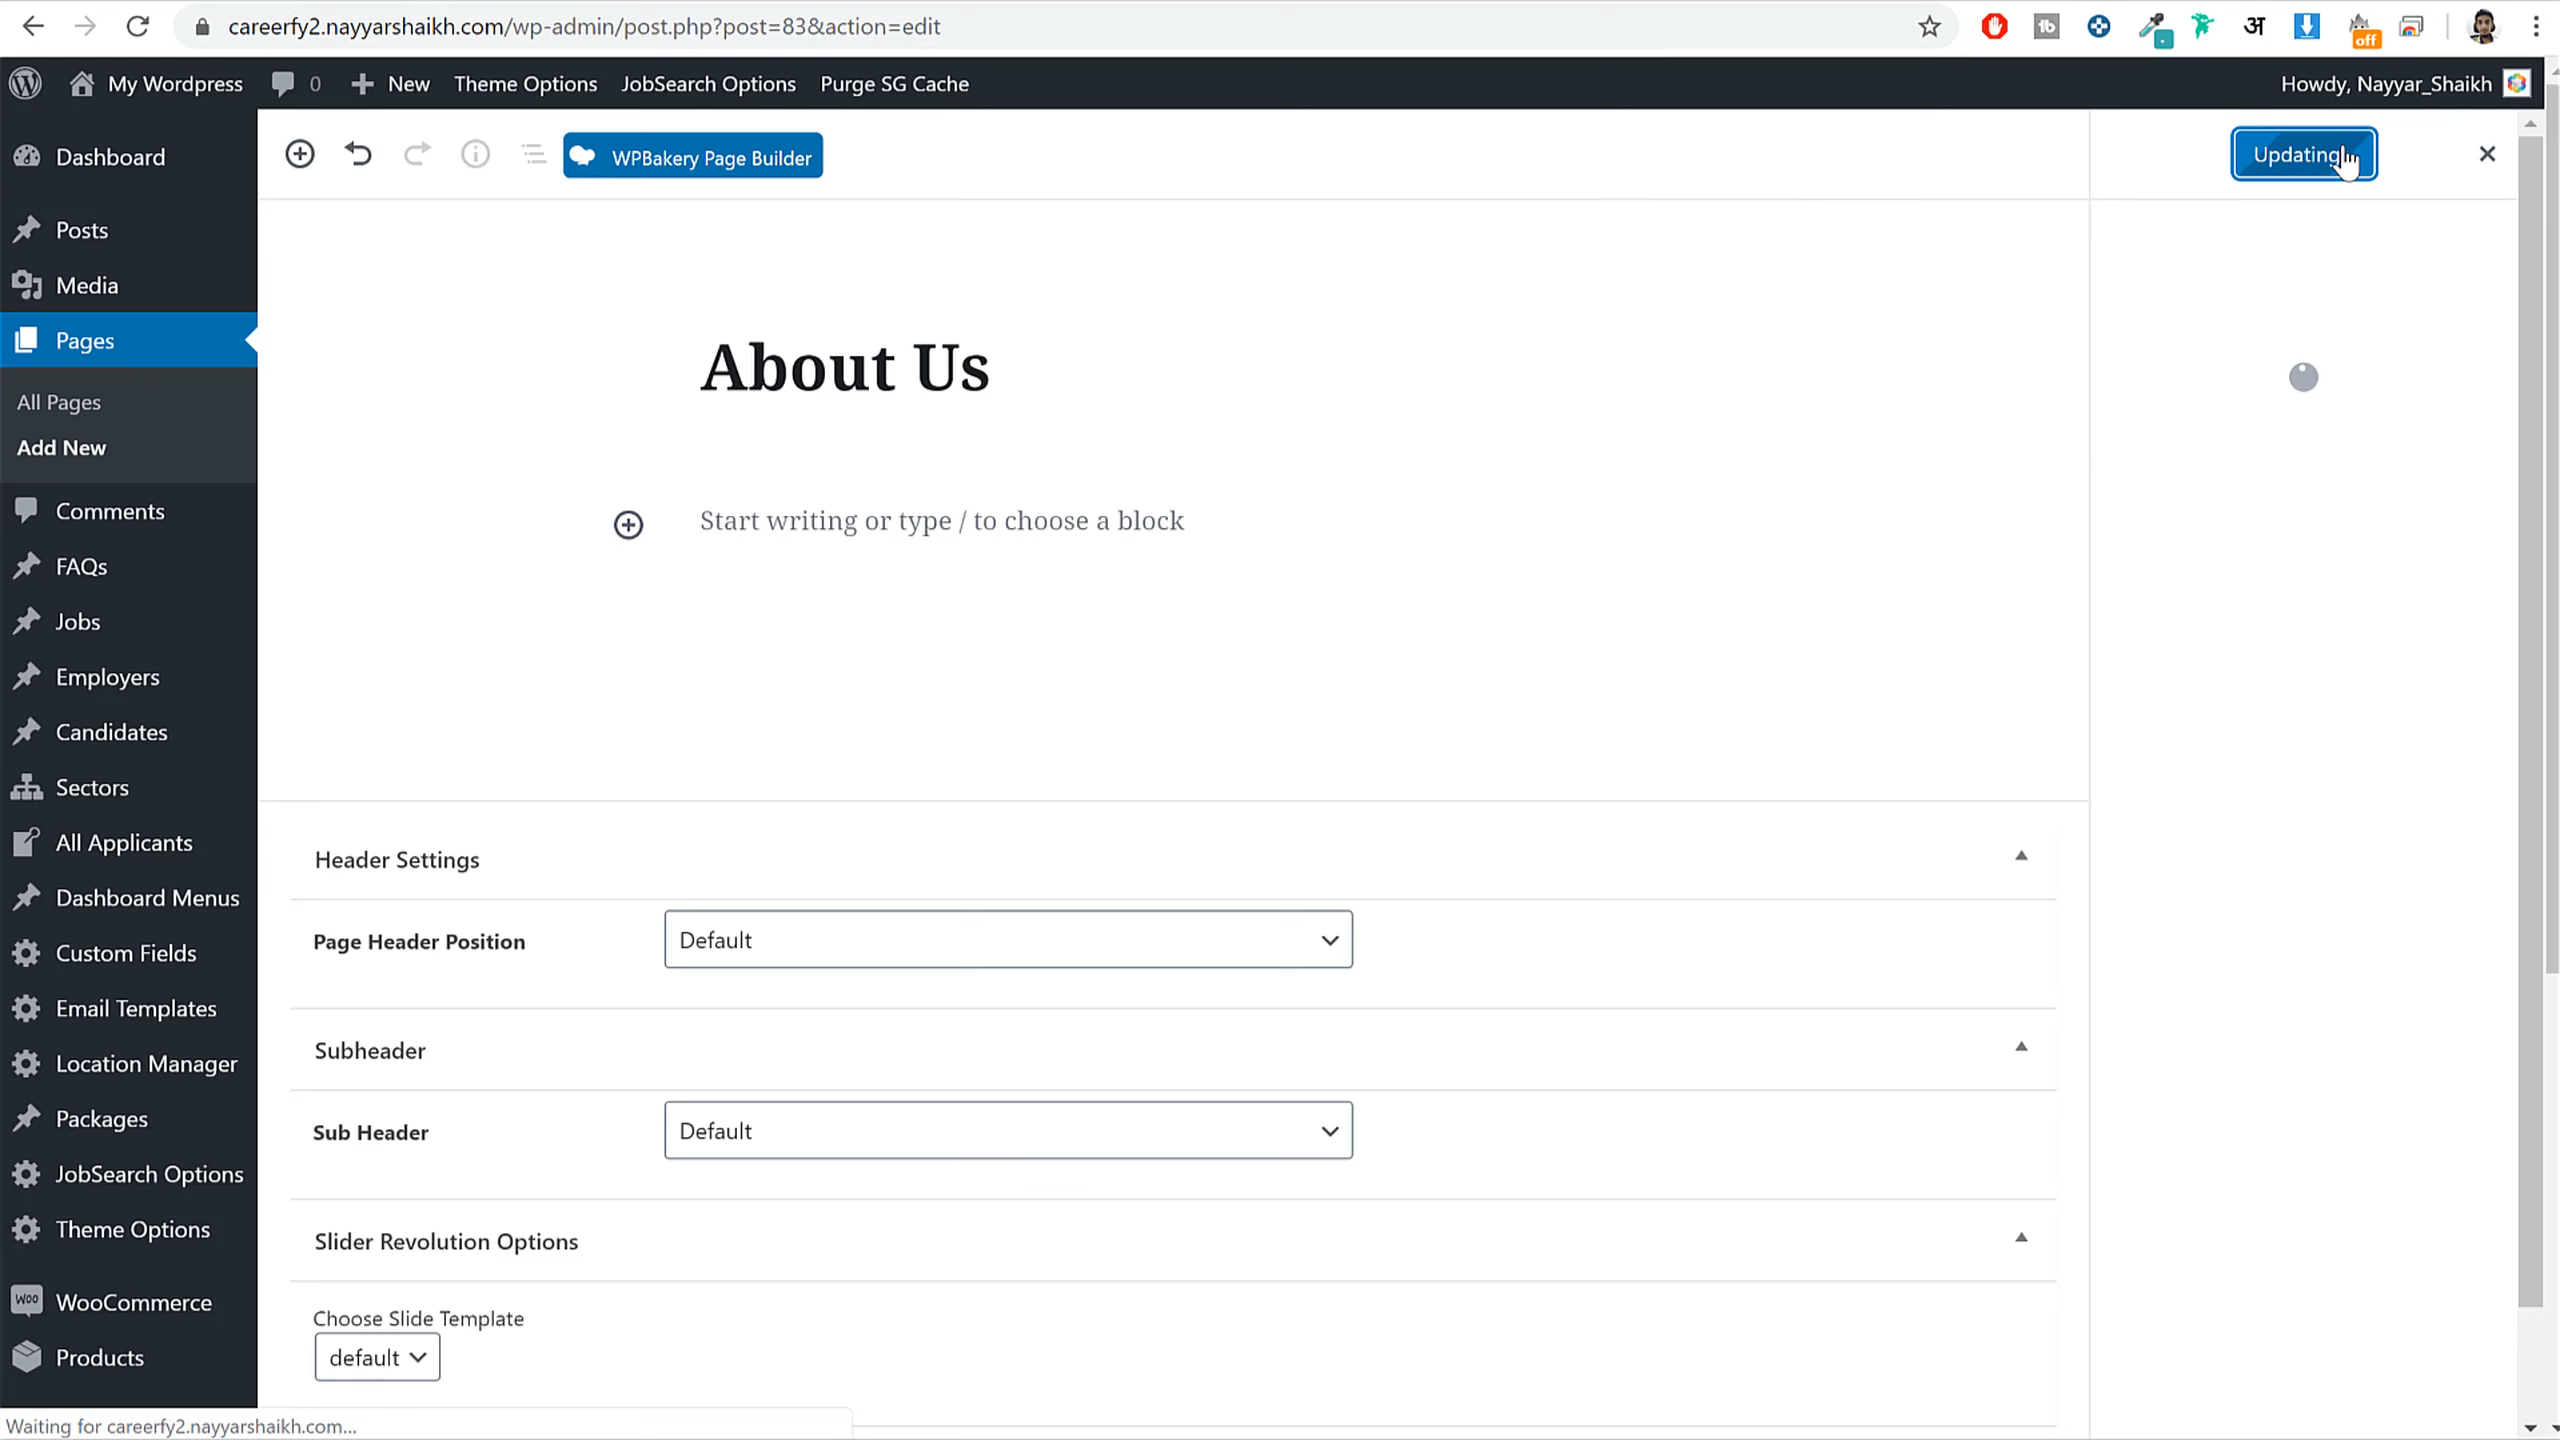 careerfy2.nayyarshaikh.com/wp-admin/post.php?post=83&action=edit
tb
अ
off
My Wordpress
0
New
Theme Options
JobSearch Options
Purge SG Cache
Howdy, Nayyar_Shaikh
Dashboard
Posts
Media
Pages
All Pages
Add New
Comments
FAQs
Jobs
Employers
Candidates
Sectors
All Applicants
Dashboard Menus
Custom Fields
Email Templates
Location Manager
Packages
JobSearch Options
Theme Options
WOO
WooCommerce
Products
WPBakery Page Builder
Updating
About Us
Start writing or type / to choose a block
Header Settings
Page Header Position
Default
Subheader
Sub Header
Default
Slider Revolution Options
Choose Slide Template
default
Waiting for careerfy2.nayyarshaikh.com...